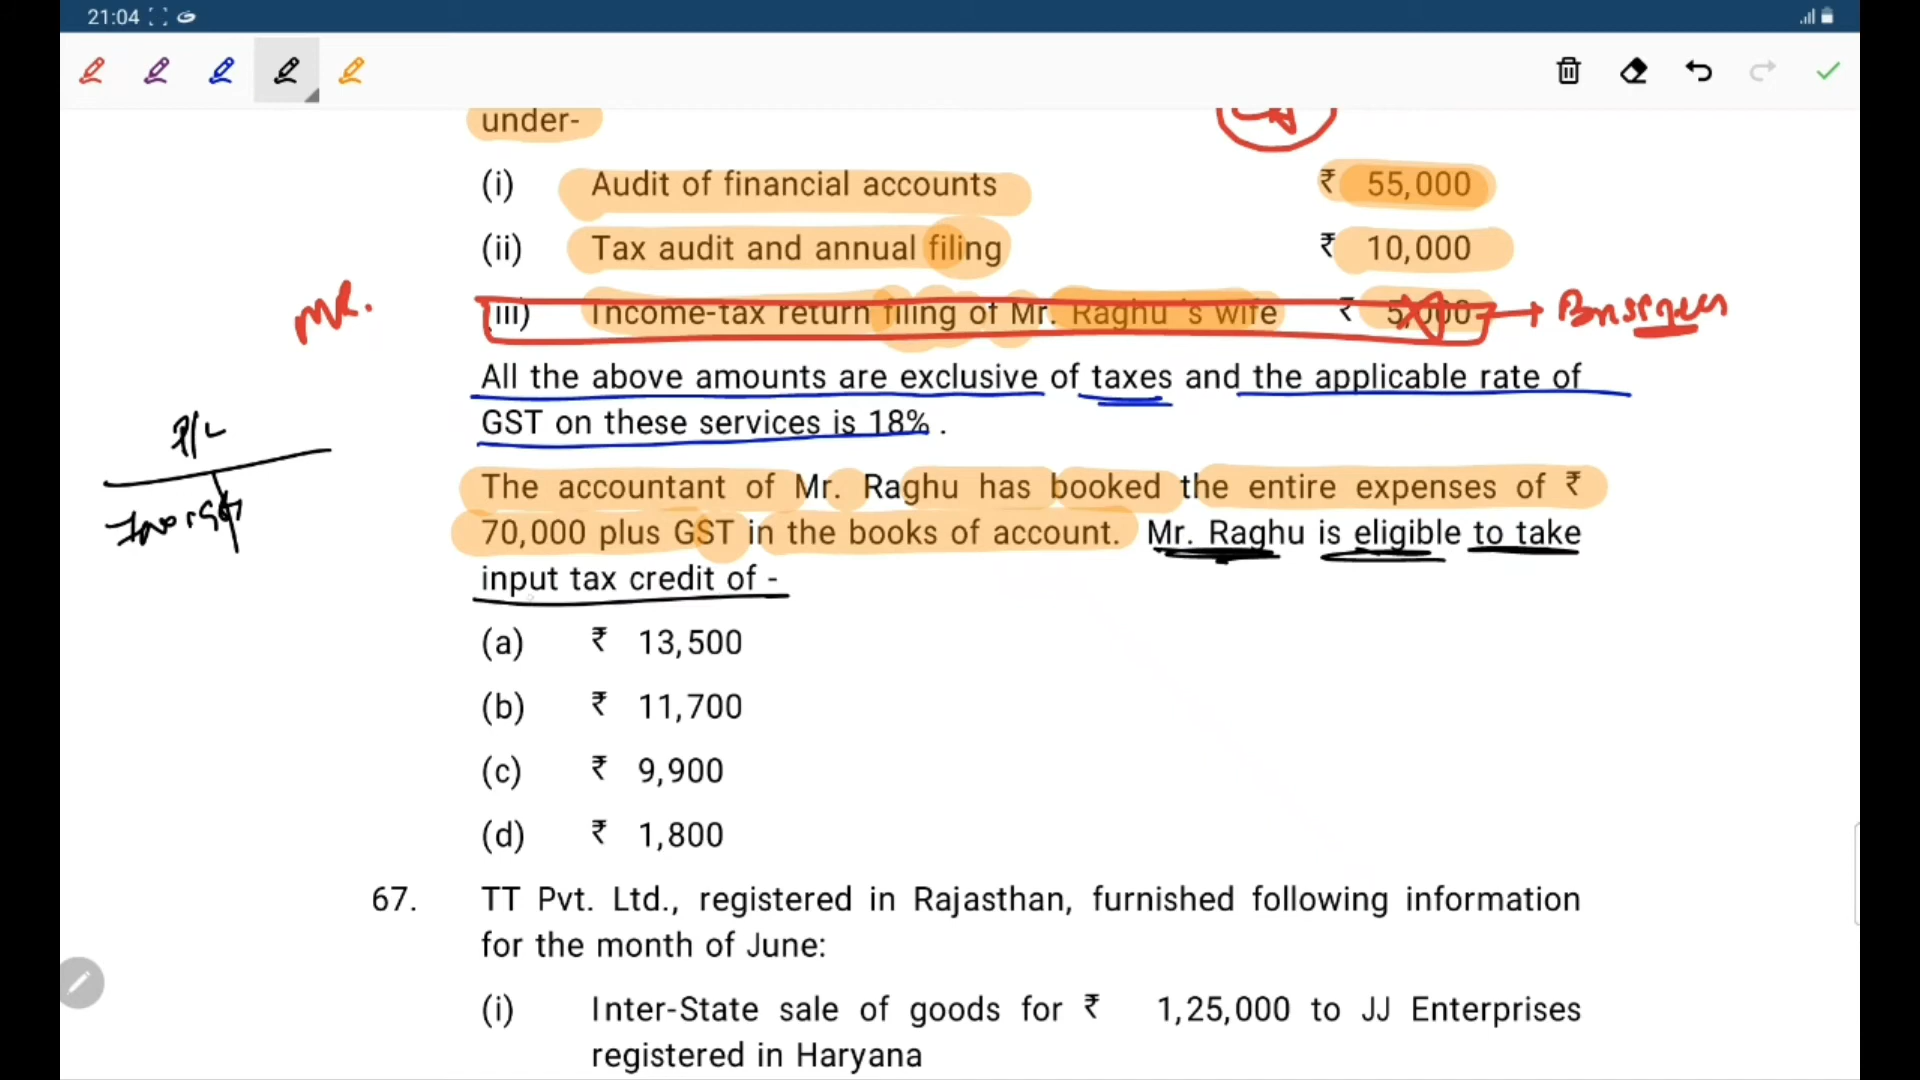 21:04
under-
(i) Audit of financial accounts ₹ 55,000
(ii) Tax audit and annual filing ₹ 10,000
MR.
(iii) Income-tax return filing of Mr. Raghu 's wife ₹ 5,000
All the above amounts are exclusive of taxes and the applicable rate of
GST on these services is 18% .
P/L
The accountant of Mr. Raghu has booked the entire expenses of ₹
70,000 plus GST in the books of account. Mr. Raghu is eligible to take
input tax credit of -
(a) ₹ 13,500
(b) ₹ 11,700
(c) ₹ 9,900
(d) ₹ 1,800
67. TT Pvt. Ltd., registered in Rajasthan, furnished following information
for the month of June:
(i) Inter-State sale of goods for ₹ 1,25,000 to JJ Enterprises
registered in Haryana